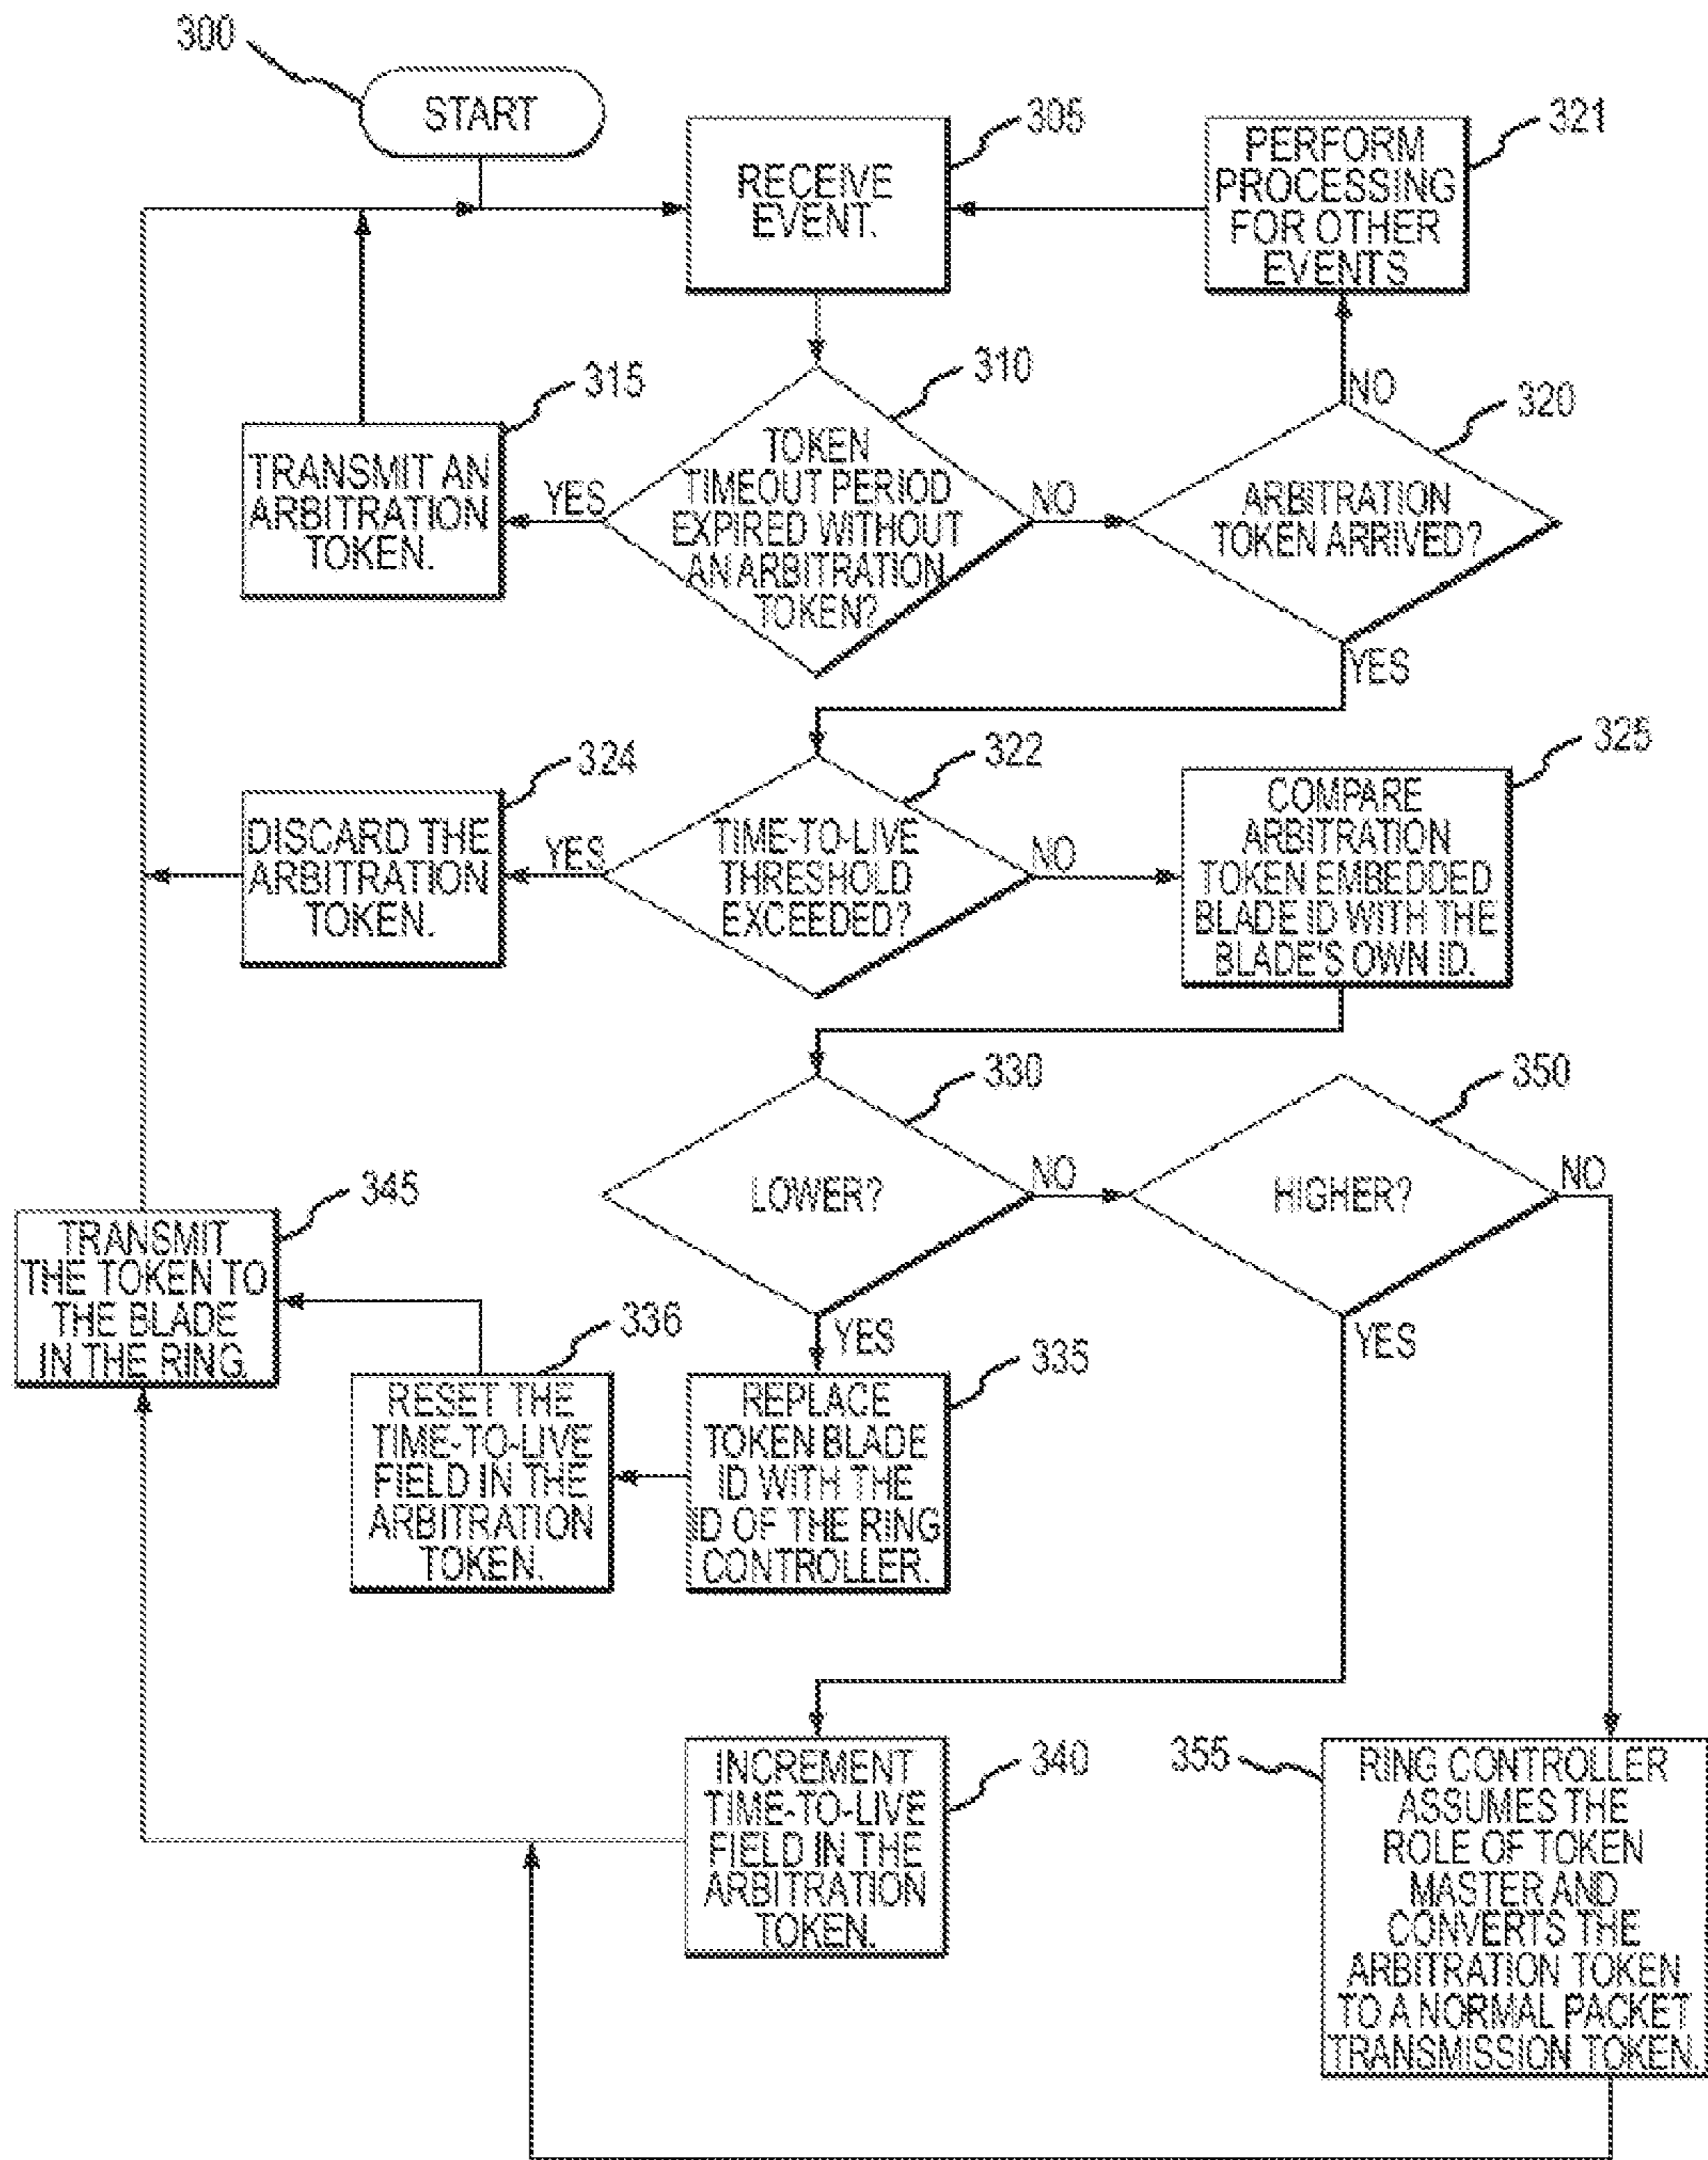 300
START
305
RECEIVE
EVENT.
321
PERFORM
PROCESSING
FOR OTHER
EVENTS
315
TRANSMIT AN
ARBITRATION
TOKEN.
YES
310
TOKEN
TIMEOUT PERIOD
EXPIRED WITHOUT
AN ARBITRATION
TOKEN?
NO
NO
320
ARBITRATION
TOKEN ARRIVED?
YES
324
DISCARD THE
ARBITRATION
TOKEN.
YES
322
TIME-TO-LIVE
THRESHOLD
EXCEEDED?
NO
325
COMPARE
ARBITRATION
TOKEN EMBEDDED
BLADE ID WITH THE
BLADE'S OWN ID.
330
LOWER?
NO
YES
350
HIGHER?
NO
YES
345
TRANSMIT
THE TOKEN TO
THE BLADE
IN THE RING.
336
RESET THE
TIME-TO-LIVE
FIELD IN THE
ARBITRATION
TOKEN.
335
REPLACE
TOKEN BLADE
ID WITH THE
ID OF THE RING
CONTROLLER.
340
INCREMENT
TIME-TO-LIVE
FIELD IN THE
ARBITRATION
TOKEN.
355
RING CONTROLLER
ASSUMES THE
ROLE OF TOKEN
MASTER AND
CONVERTS THE
ARBITRATION TOKEN
TO A NORMAL PACKET
TRANSMISSION TOKEN.